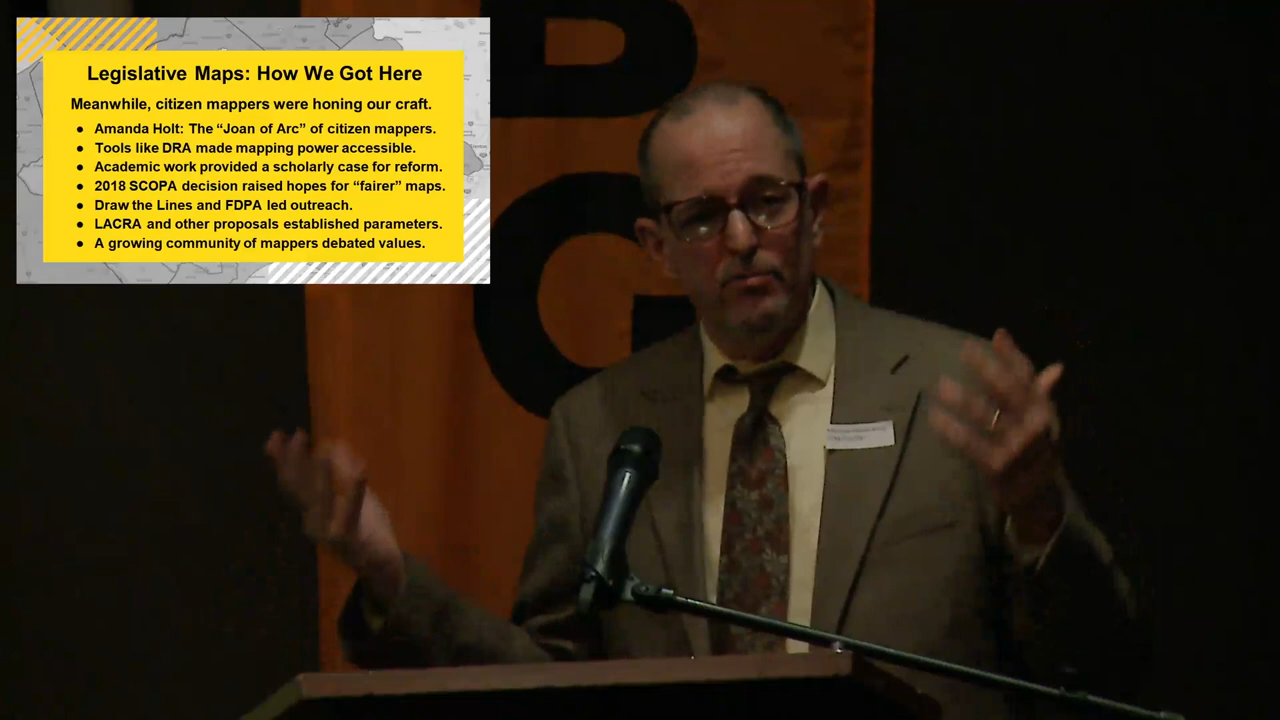 Legislative Maps: How We Got Here
Meanwhile, citizen mappers were honing our craft.
● Amanda Holt: The “Joan of Arc” of citizen mappers.
● Tools like DRA made mapping power accessible.
● Academic work provided a scholarly case for reform.
● 2018 SCOPA decision raised hopes for “fairer” maps.
● Draw the Lines and FDPA led outreach.
● LACRA and other proposals established parameters.
● A growing community of mappers debated values.